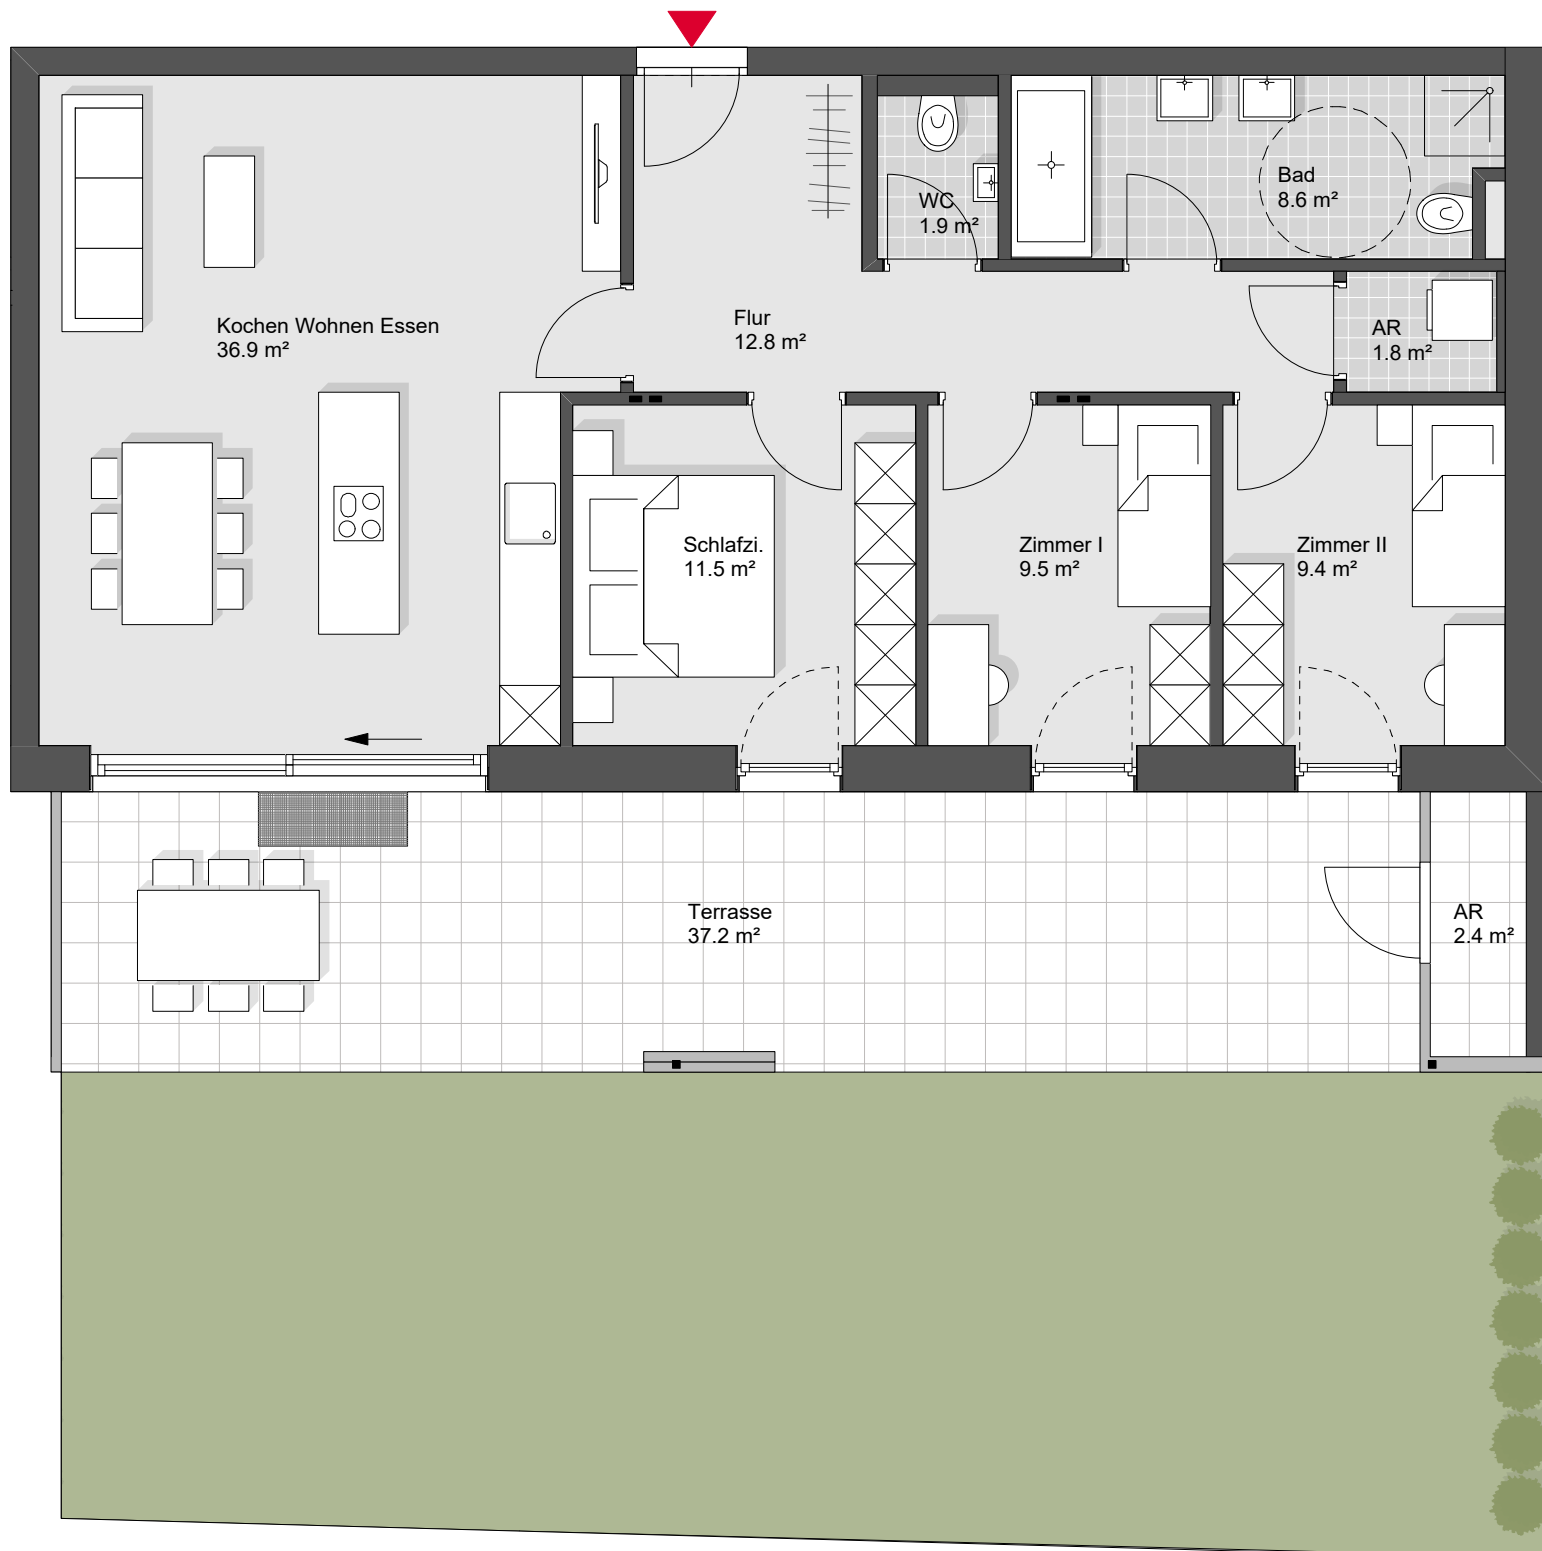 Bad
8.6 m²
WC
1.9 m²
Kochen Wohnen Essen
36.9 m²
Flur
12.8 m²
AR
1.8 m²
Schlafzi.
11.5 m²
Zimmer I
9.5 m²
Zimmer II
9.4 m²
Terrasse
37.2 m²
AR
2.4 m²